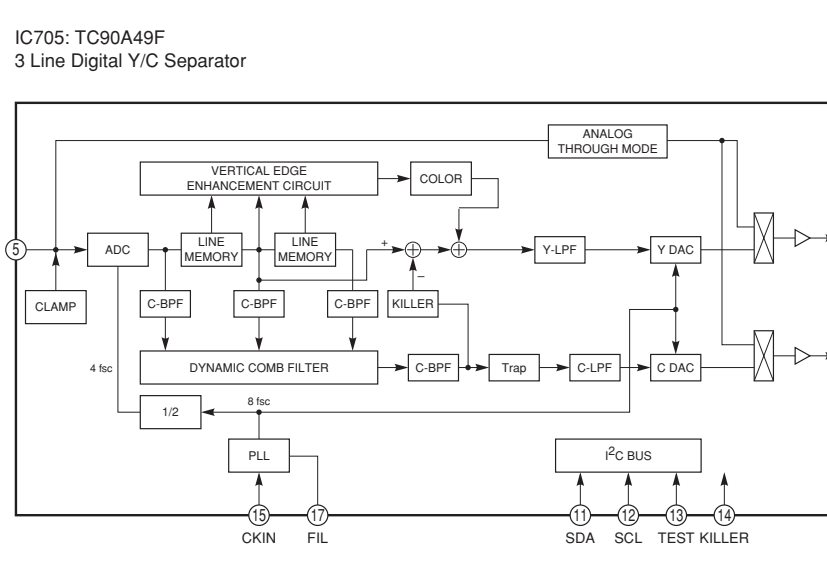 IC705: TC90A49F
3 Line Digital Y/C Separator
ANALOG
THROUGH MODE
VERTICAL EDGE
ENHANCEMENT CIRCUIT
COLOR
5
ADC
LINE
MEMORY
LINE
MEMORY
+
–
Y-LPF
Y DAC
CLAMP
C-BPF
C-BPF
C-BPF
KILLER
4 fsc
DYNAMIC COMB FILTER
C-BPF
Trap
C-LPF
C DAC
1/2
8 fsc
PLL
I2C BUS
15
17
11
12
13
14
CKIN
FIL
SDA
SCL
TEST
KILLER